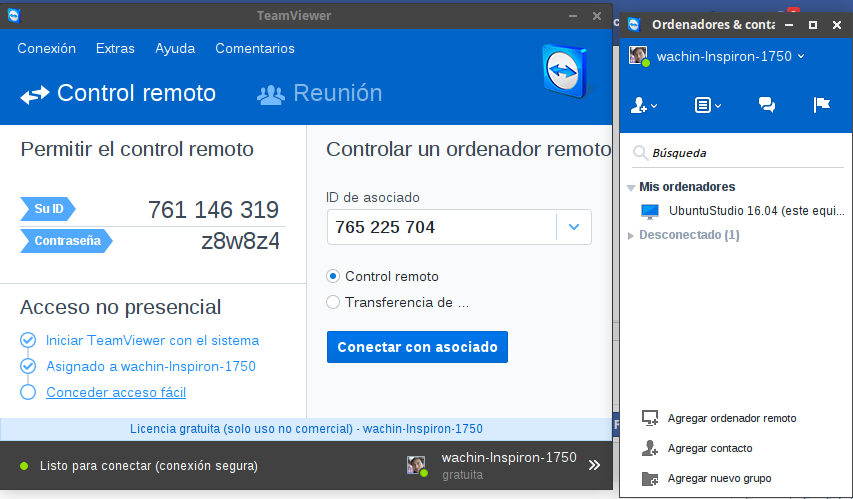 TeamViewer
Conexión Extras Ayuda Comentarios
Control remoto Reunión
Permitir el control remoto
Su ID 761 146 319
Contraseña z8w8z4
Acceso no presencial
Iniciar TeamViewer con el sistema
Asignado a wachin-Inspiron-1750
Conceder acceso fácil
Controlar un ordenador remoto
ID de asociado
765 225 704
Control remoto
Transferencia de ...
Conectar con asociado
Licencia gratuita (solo uso no comercial) - wachin-Inspiron-1750
Listo para conectar (conexión segura)
wachin-Inspiron-1750
gratuita
Ordenadores & conta
wachin-Inspiron-1750
Búsqueda
Mis ordenadores
UbuntuStudio 16.04 (este equi...
Desconectado (1)
Agregar ordenador remoto
Agregar contacto
Agregar nuevo grupo